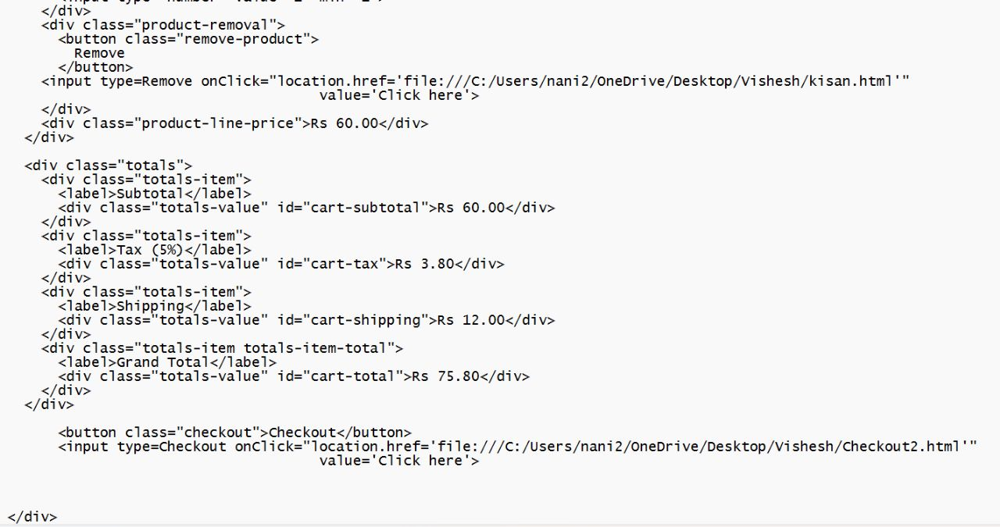 </div>
<div class="product-removal">
<button class="remove-product">
Remove
</button>
<input type=Remove onClick="location.href='file:///C:/Users/nani2/OneDrive/Desktop/Vishesh/kisan.html'"
value='Click here'>
</div>
<div class="product-line-price">Rs 60.00</div>
</div>
<div class="totals">
<div class="totals-item">
<label>Subtotal</label>
<div class="totals-value" id="cart-subtotal">Rs 60.00</div>
</div>
<div class="totals-item">
<label>Tax (5%)</label>
<div class="totals-value" id="cart-tax">Rs 3.80</div>
</div>
<div class="totals-item">
<label>Shipping</label>
<div class="totals-value" id="cart-shipping">Rs 12.00</div>
</div>
<div class="totals-item totals-item-total">
<label>Grand Total</label>
<div class="totals-value" id="cart-total">Rs 75.80</div>
</div>
</div>
<button class="checkout">Checkout</button>
<input type=Checkout onClick="location.href='file:///C:/Users/nani2/OneDrive/Desktop/Vishesh/Checkout2.html'"
value='Click here'>
</div>